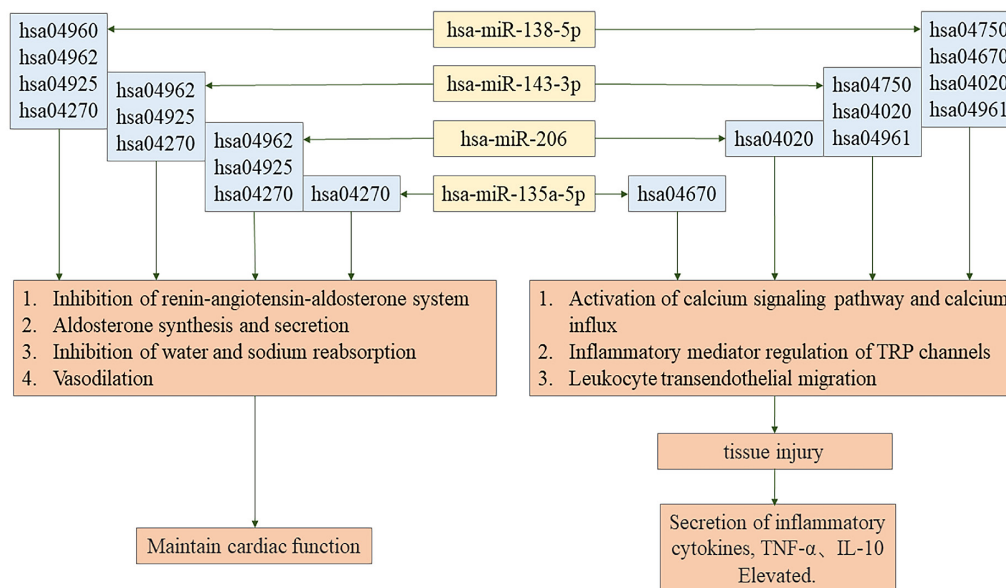 hsa04960
hsa04962
hsa04925
hsa04270
hsa04962
hsa04925
hsa04270
hsa04962
hsa04925
hsa04270
hsa04270
hsa-miR-138-5p
hsa-miR-143-3p
hsa-miR-206
hsa-miR-135a-5p
hsa04670
hsa04020
hsa04750
hsa04020
hsa04961
hsa04750
hsa04670
hsa04020
hsa04961
1. Inhibition of renin-angiotensin-aldosterone system
2. Aldosterone synthesis and secretion
3. Inhibition of water and sodium reabsorption
4. Vasodilation
Maintain cardiac function
1. Activation of calcium signaling pathway and calcium
influx
2. Inflammatory mediator regulation of TRP channels
3. Leukocyte transendothelial migration
tissue injury
Secretion of inflammatory
cytokines, TNF-α、IL-10
Elevated.